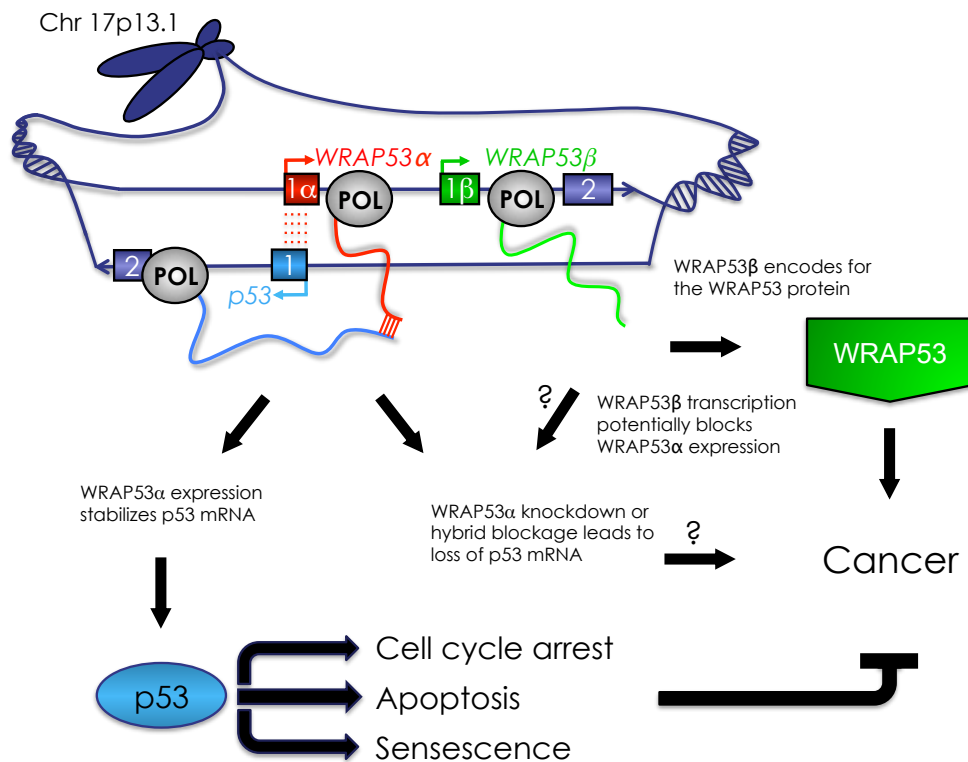 Chr 17p13.1
WRAP53α
WRAP53β
1α
POL
1β
POL
2
2
POL
1
p53
WRAP53β encodes for
the WRAP53 protein
WRAP53
?
WRAP53β transcription
potentially blocks
WRAP53α expression
WRAP53α expression
stabilizes p53 mRNA
WRAP53α knockdown or
hybrid blockage leads to
loss of p53 mRNA
?
Cancer
p53
Cell cycle arrest
Apoptosis
Sensescence